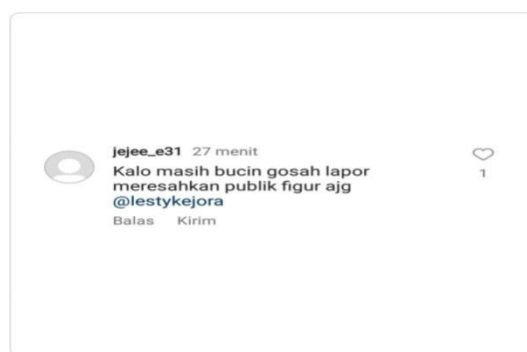 jejee_e31 27 menit
Kalo masih bucin gosah lapor
meresahkan publik figur ajg
@lestykejora
1
Balas Kirim